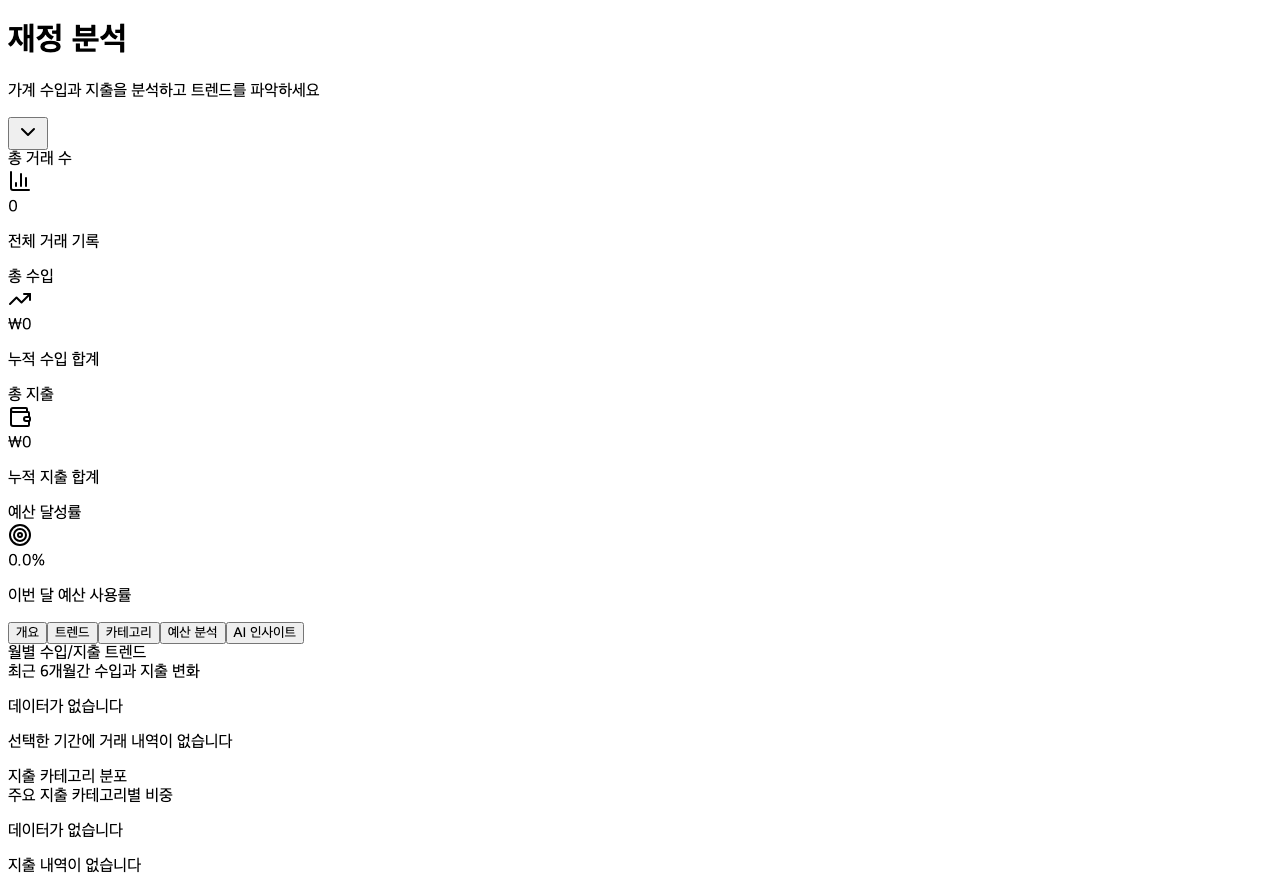 재정 분석
가계 수입과 지출을 분석하고 트렌드를 파악하세요
총 거래 수
0
전체 거래 기록
총 수입
₩0
누적 수입 합계
총 지출
₩0
누적 지출 합계
예산 달성률
0.0%
이번 달 예산 사용률
개요 트렌드 카테고리 예산 분석 AI 인사이트
월별 수입/지출 트렌드
최근 6개월간 수입과 지출 변화
데이터가 없습니다
선택한 기간에 거래 내역이 없습니다
지출 카테고리 분포
주요 지출 카테고리별 비중
데이터가 없습니다
지출 내역이 없습니다